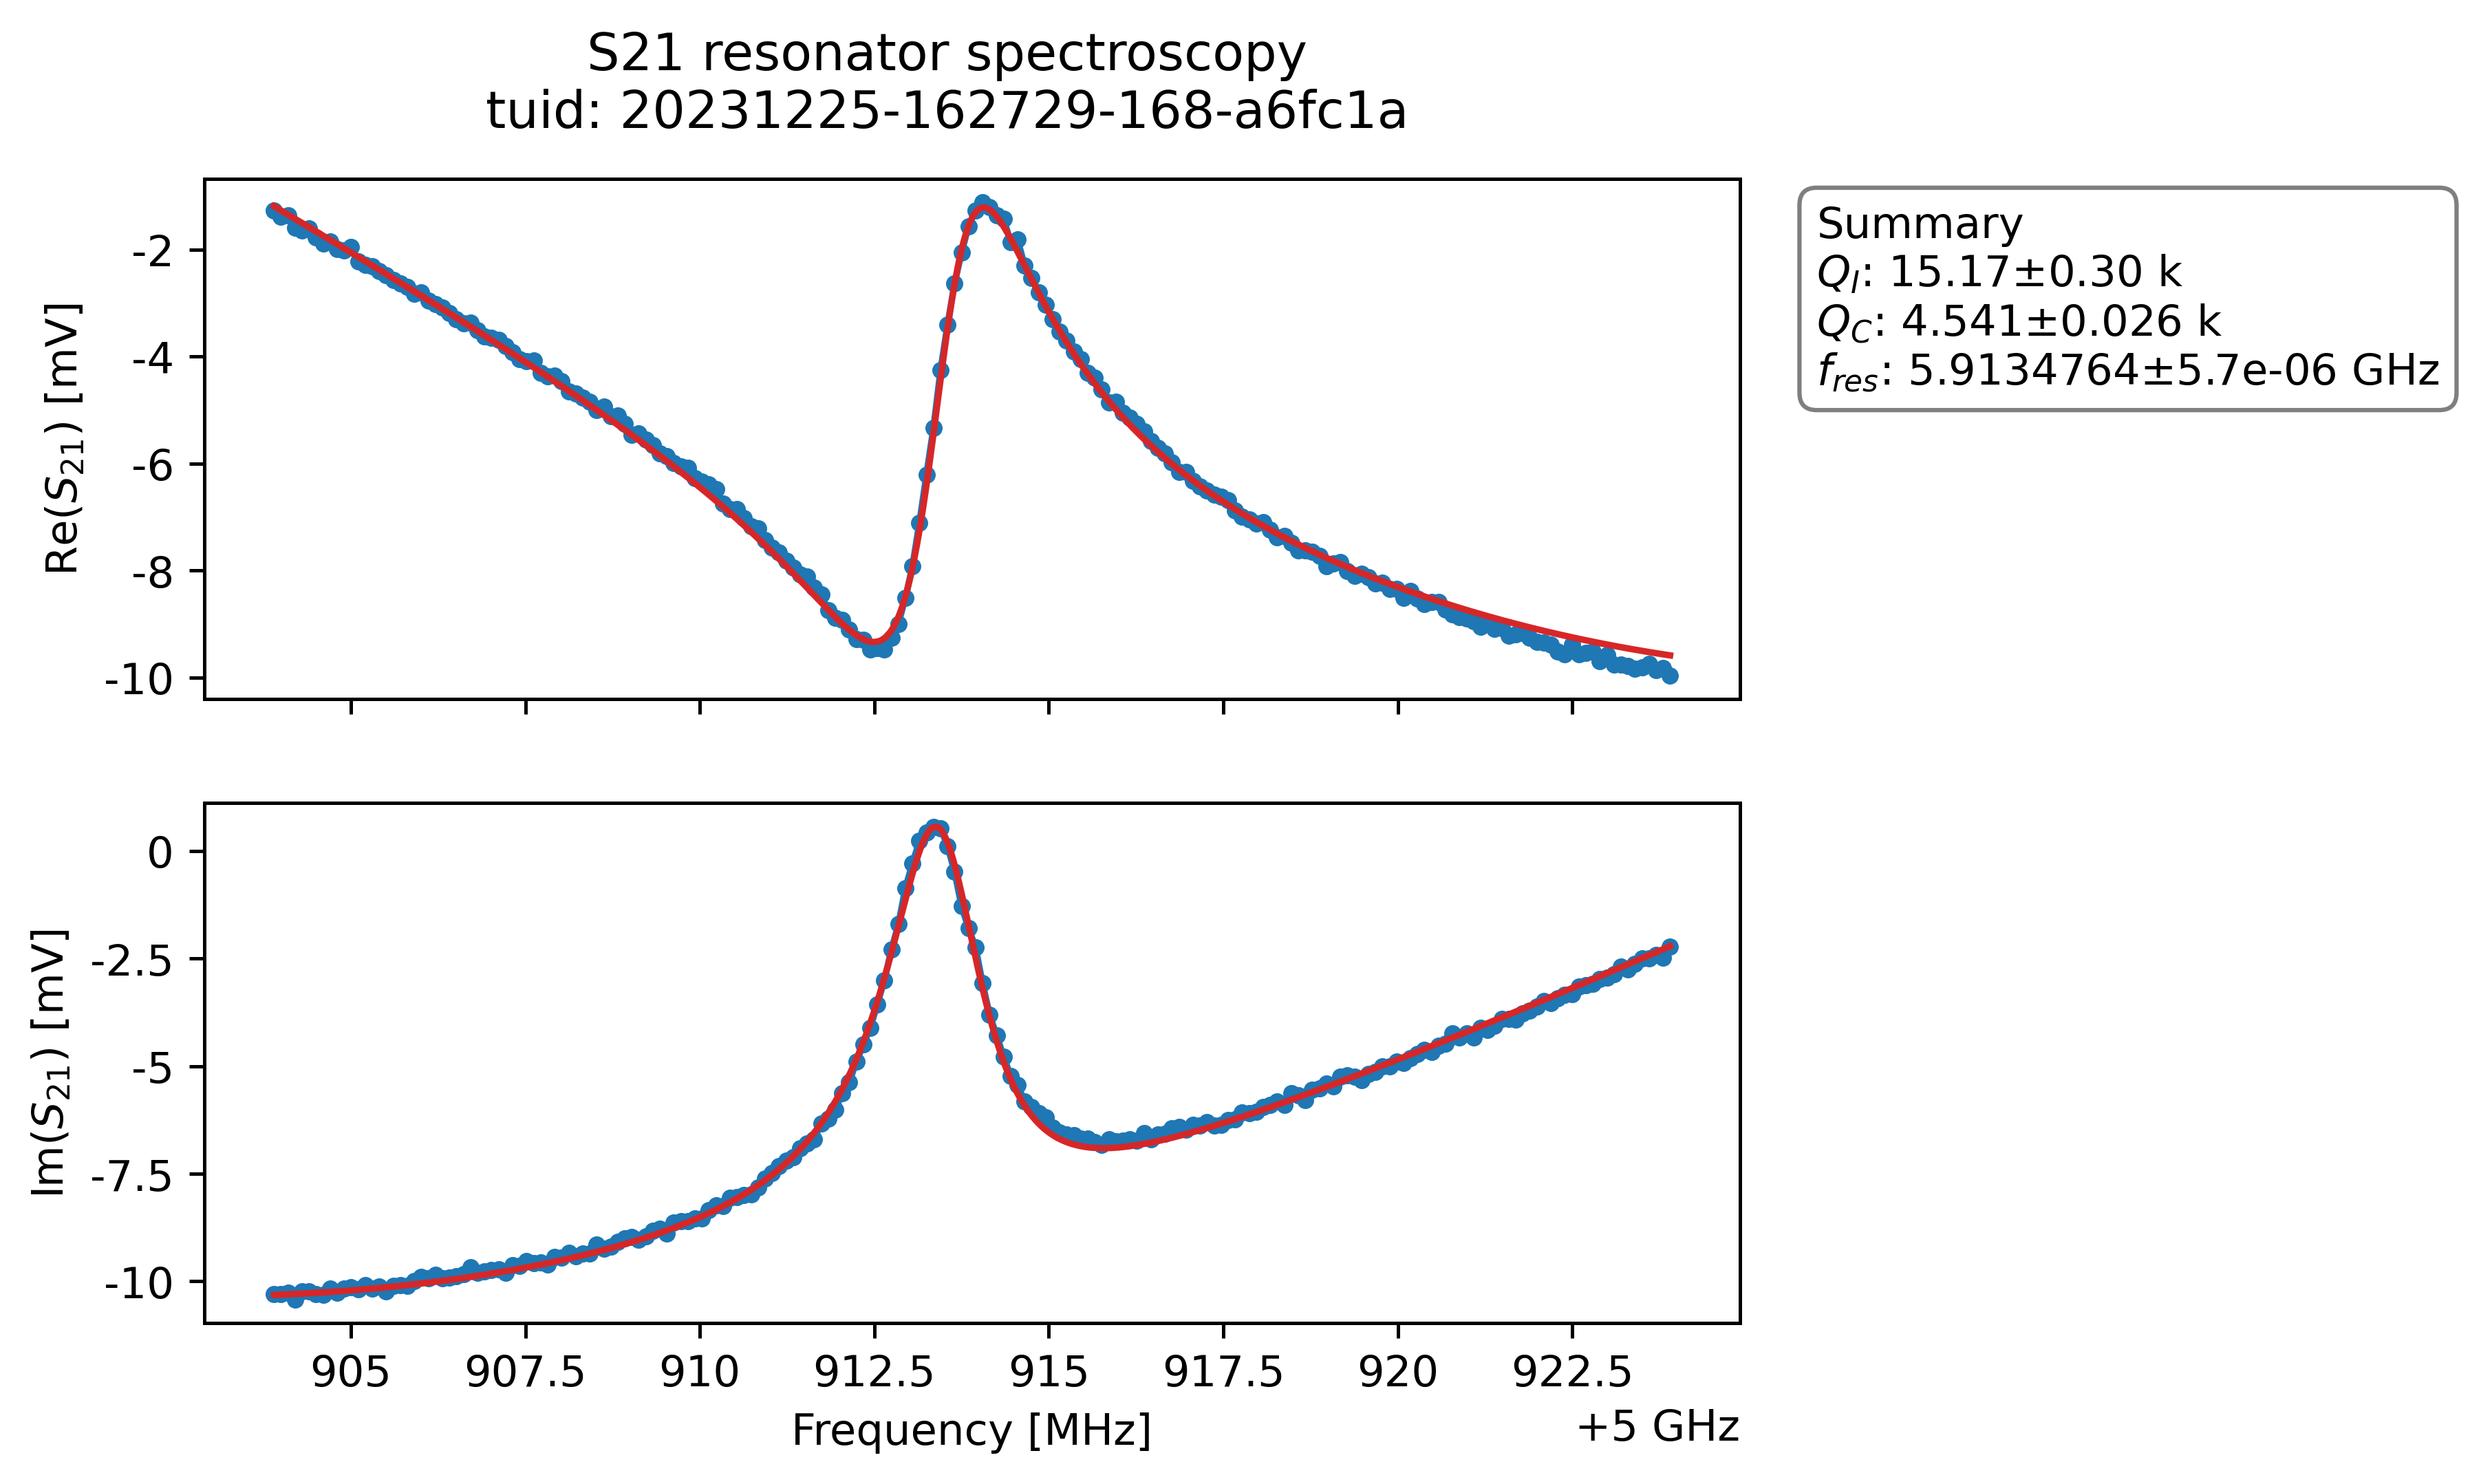 S21 resonator spectroscopy
tuid: 20231225-162729-168-a6fc1a
Re(S21) [mV]
-2
-4
-6
-8
-10
Summary
QI: 15.17±0.30 k
QC: 4.541±0.026 k
fres: 5.9134764±5.7e-06 GHz
Im(S21) [mV]
0
-2.5
-5
-7.5
-10
905 907.5 910 912.5 915 917.5 920 922.5
Frequency [MHz]
+5 GHz